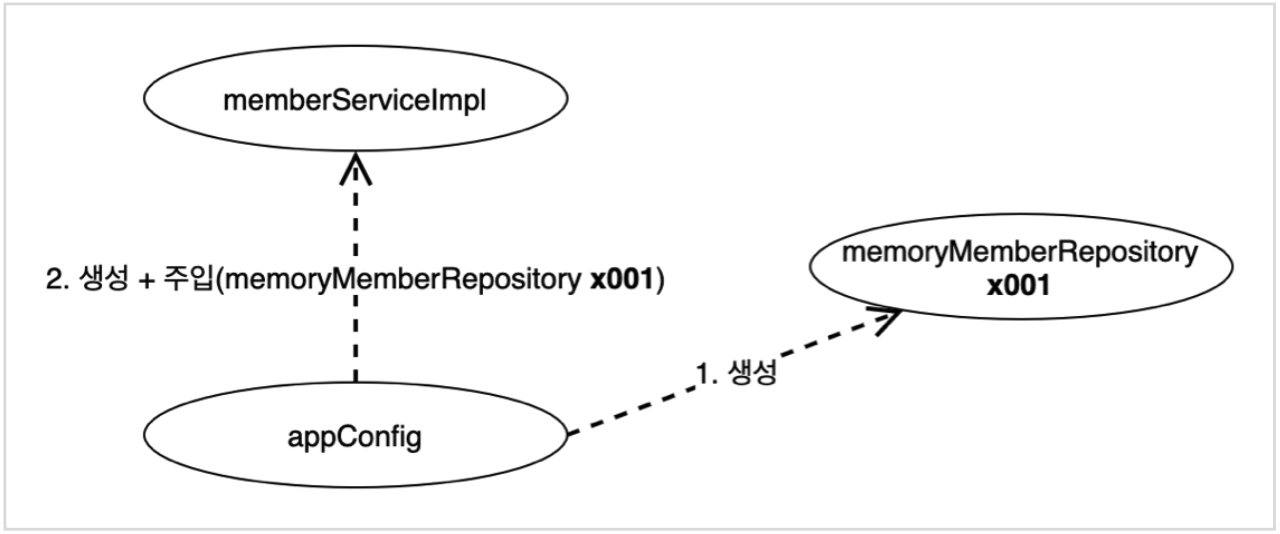 memberServiceImpl
memoryMemberRepository
x001
2. 생성 + 주입(memoryMemberRepository x001)
1. 생성
appConfig